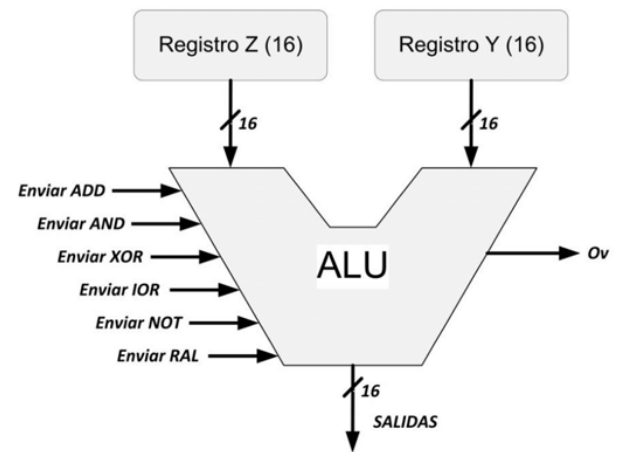 Registro Z (16)
Registro Y (16)
16
16
Enviar ADD
Enviar AND
Enviar XOR
Enviar IOR
Enviar NOT
Enviar RAL
ALU
Ov
16
SALIDAS